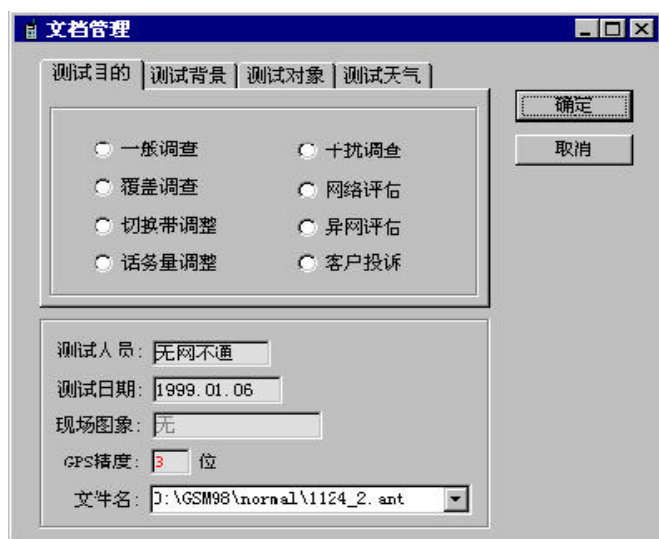 文档管理
测试目的 测试背景 测试对象 测试天气
确定
取消
一般调查 干扰调查
覆盖调查 网络评估
切换带调整 异网评估
话务量调整 客户投诉
测试人员: 无网不通
测试日期: 1999.01.06
现场图象: 无
GPS精度: 3 位
文件名: D:\GSM98\normal\1124_2.ant